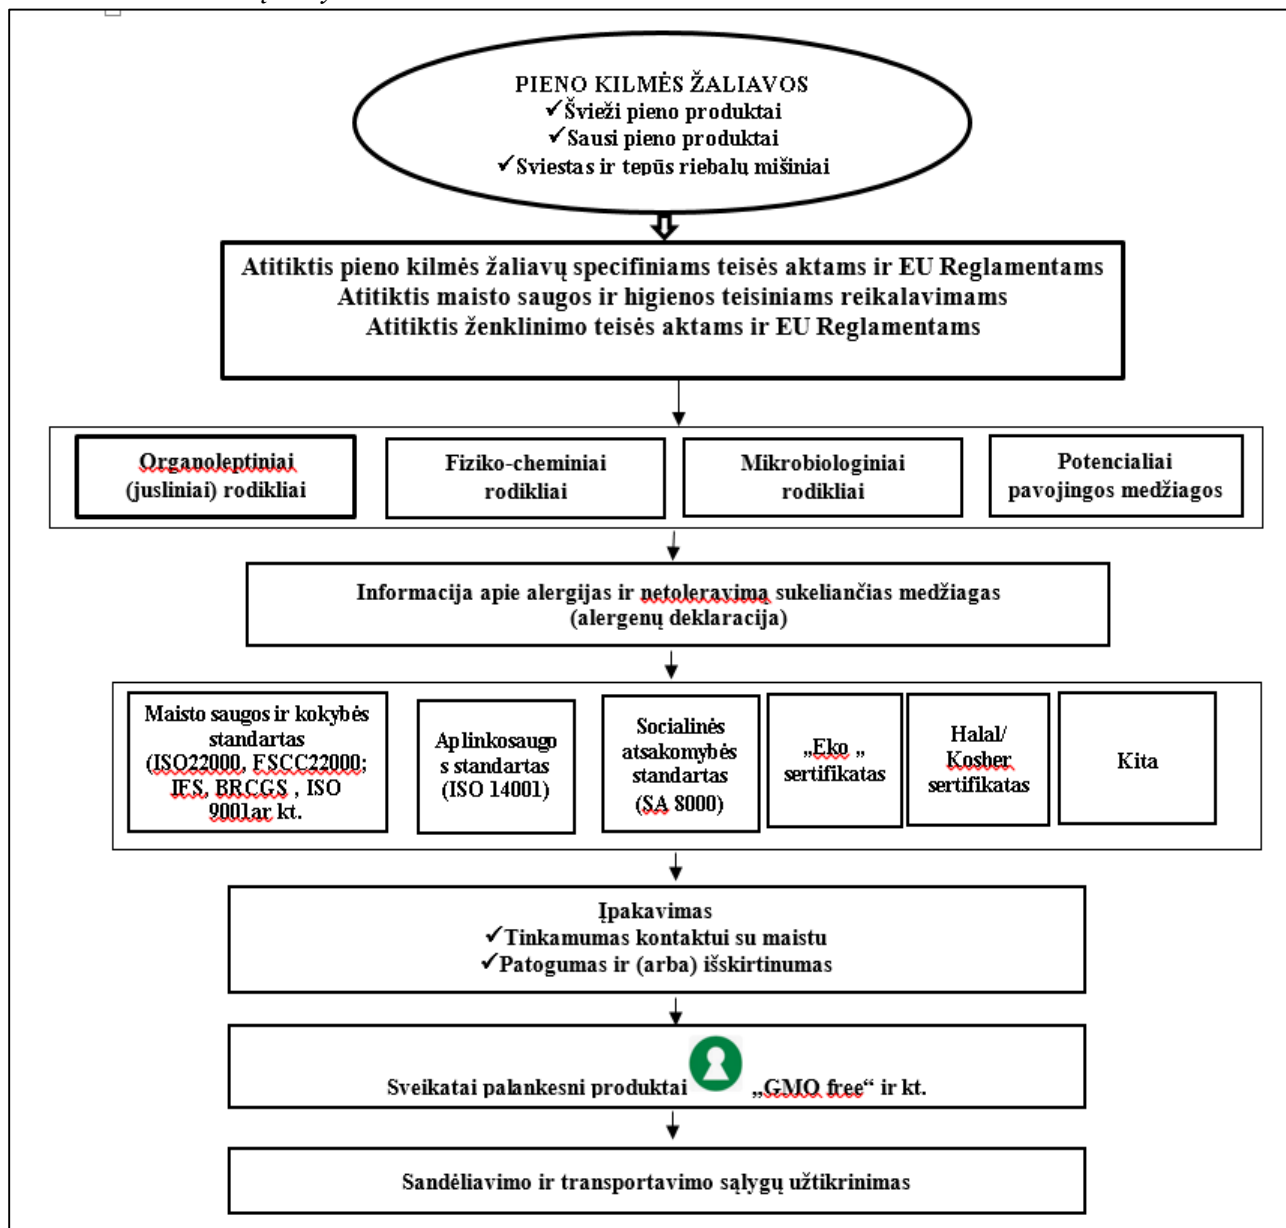 PIENO KILMĖS ŽALIAVOS
✓Švieži pieno produktai
✓Sausi pieno produktai
✓Sviestas ir tepūs riebalų mišiniai
Atitiktis pieno kilmės žaliavų specifiniams teisės aktams ir EU Reglamentams
Atitiktis maisto saugos ir higienos teisiniams reikalavimams
Atitiktis ženklinimo teisės aktams ir EU Reglamentams
Organoleptiniai
(jusliniai) rodikliai
Fiziko-cheminiai
rodikliai
Mikrobiologiniai
rodikliai
Potencialiai
pavojingos medžiagos
Informacija apie alergijas ir netoleravimą sukeliančias medžiagas
(alergenų deklaracija)
Maisto saugos ir kokybės
standartas
(ISO22000, FSCC22000;
IFS, BRCGS , ISO
9001ar kt.
Aplinkosaugo
s standartas
(ISO 14001)
Socialinės
atsakomybės
standartas
(SA 8000)
„Eko „
sertifikatas
Halal/
Kosher
sertifikatas
Kita
Įpakavimas
✓Tinkamumas kontaktui su maistu
✓Patogumas ir (arba) išskirtinumas
Sveikatai palankesni produktai „GMO free“ ir kt.
Sandėliavimo ir transportavimo sąlygų užtikrinimas